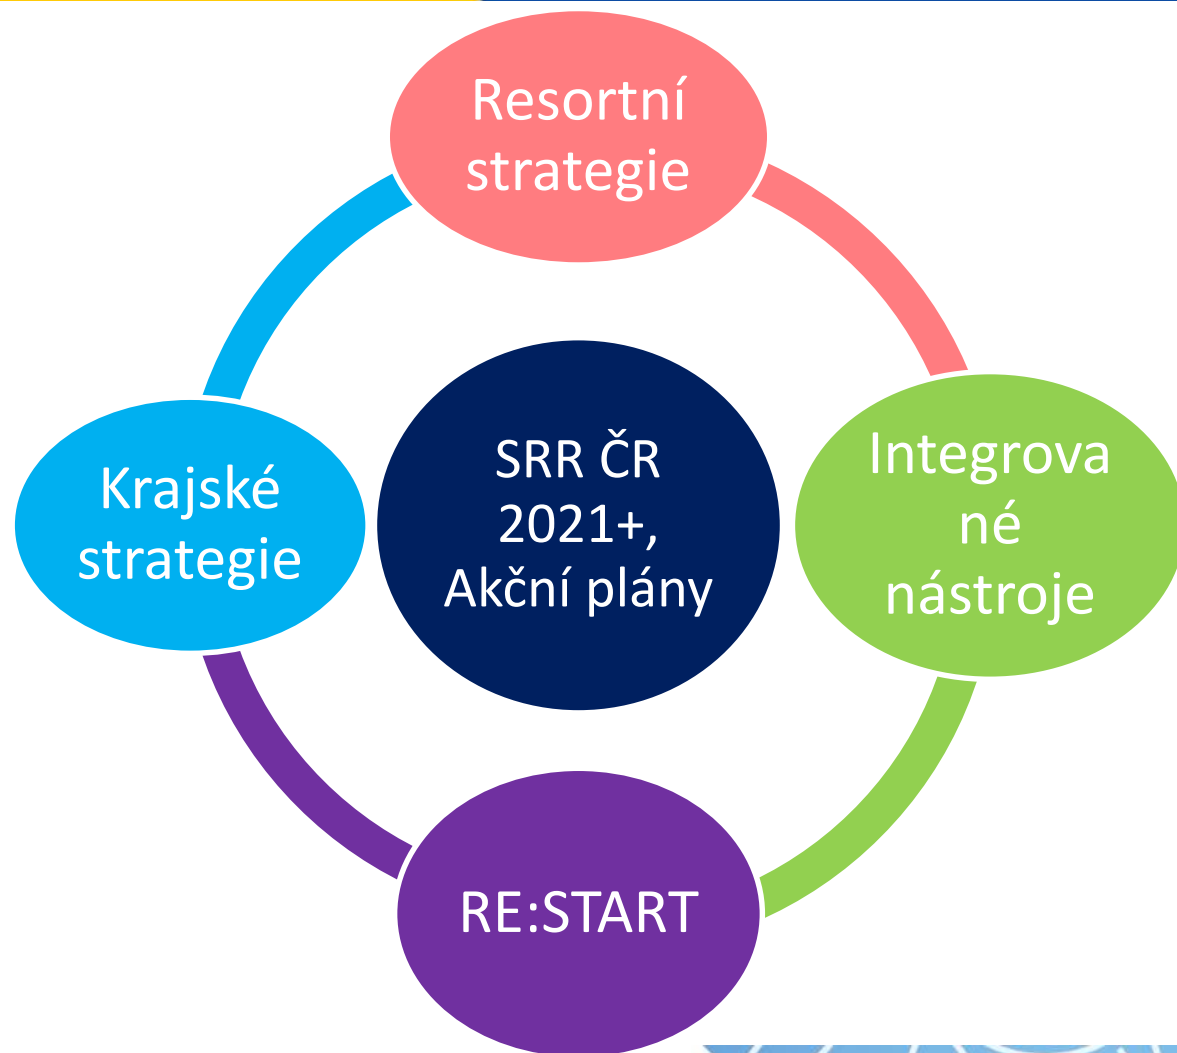 Resortní
strategie
Krajské
strategie
SRR ČR
2021+,
Akční plány
Integrova
né
nástroje
RE:START